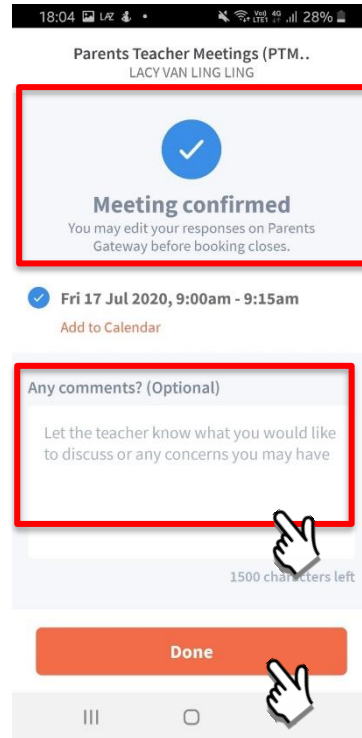 18:04 LAZ 28%
Parents Teacher Meetings (PTM..
LACY VAN LING LING
Meeting confirmed
You may edit your responses on Parents
Gateway before booking closes.
Fri 17 Jul 2020, 9:00am - 9:15am
Add to Calendar
Any comments? (Optional)
Let the teacher know what you would like
to discuss or any concerns you may have
1500 characters left
Done